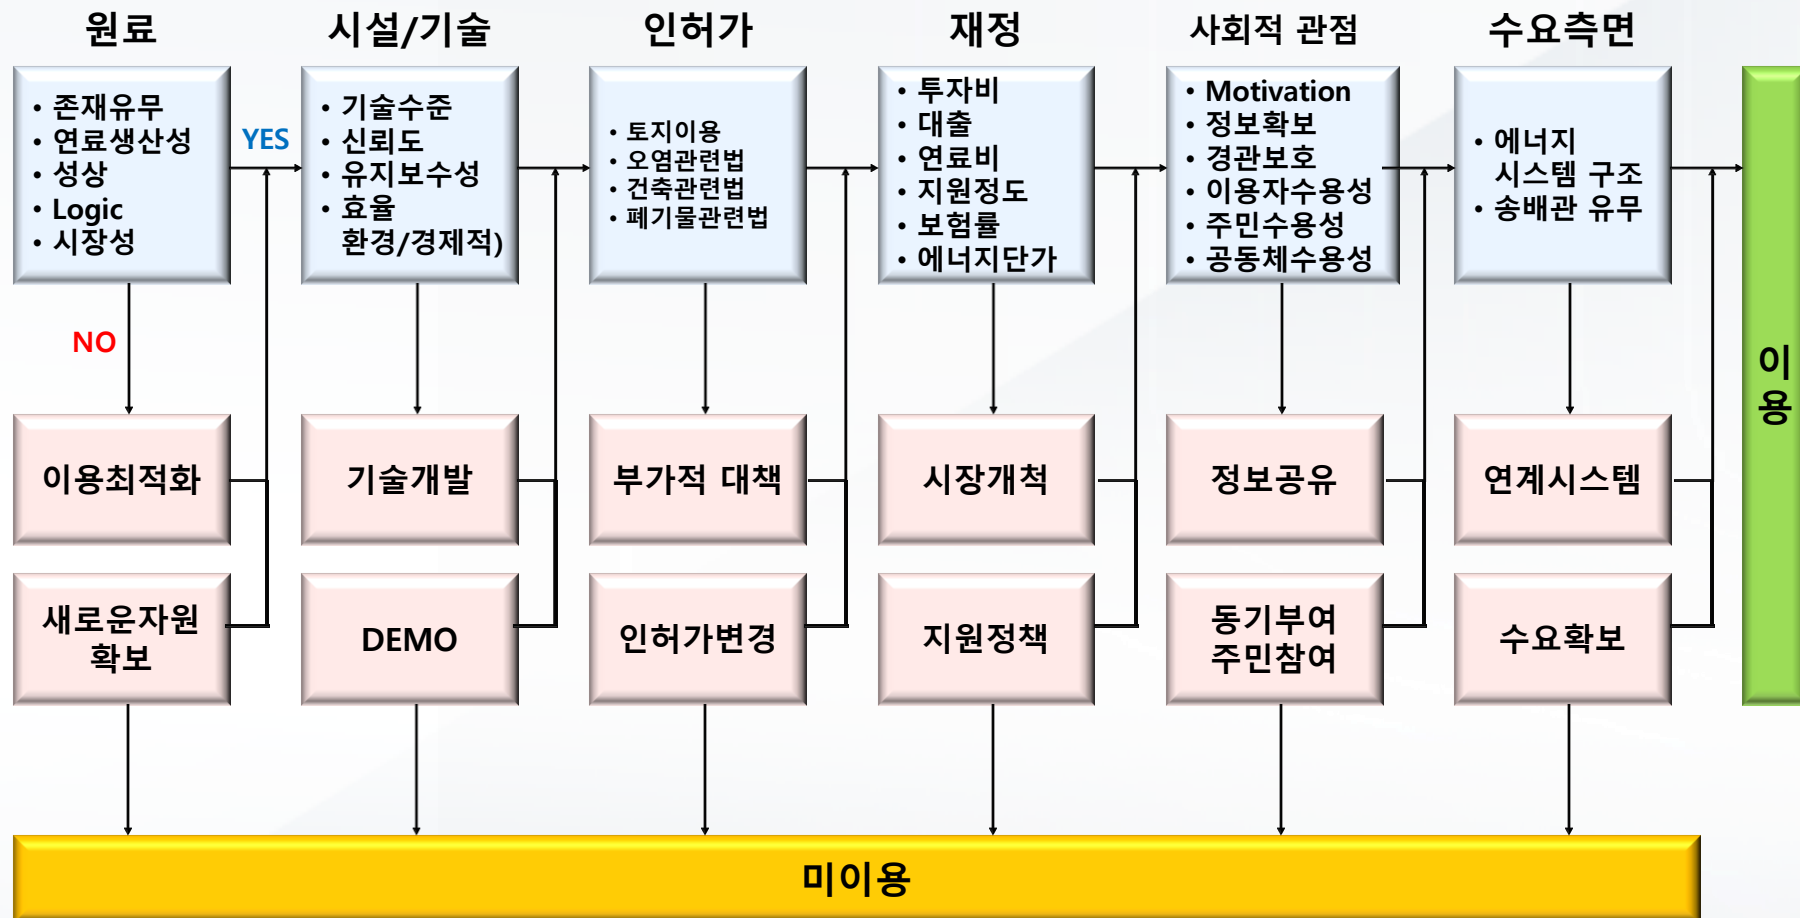 원료
시설/기술
인허가
재정
사회적 관점
수요측면
• 존재유무
• 연료생산성
• 성상
• Logic
• 시장성
YES
• 기술수준
• 신뢰도
• 유지보수성
• 효율
환경/경제적)
• 토지이용
• 오염관련법
• 건축관련법
• 폐기물관련법
• 투자비
• 대출
• 연료비
• 지원정도
• 보험률
• 에너지단가
• Motivation
• 정보확보
• 경관보호
• 이용자수용성
• 주민수용성
• 공동체수용성
• 에너지
시스템 구조
• 송배관 유무
이
용
NO
이용최적화
기술개발
부가적 대책
시장개척
정보공유
연계시스템
새로운자원
확보
DEMO
인허가변경
지원정책
동기부여
주민참여
수요확보
미이용